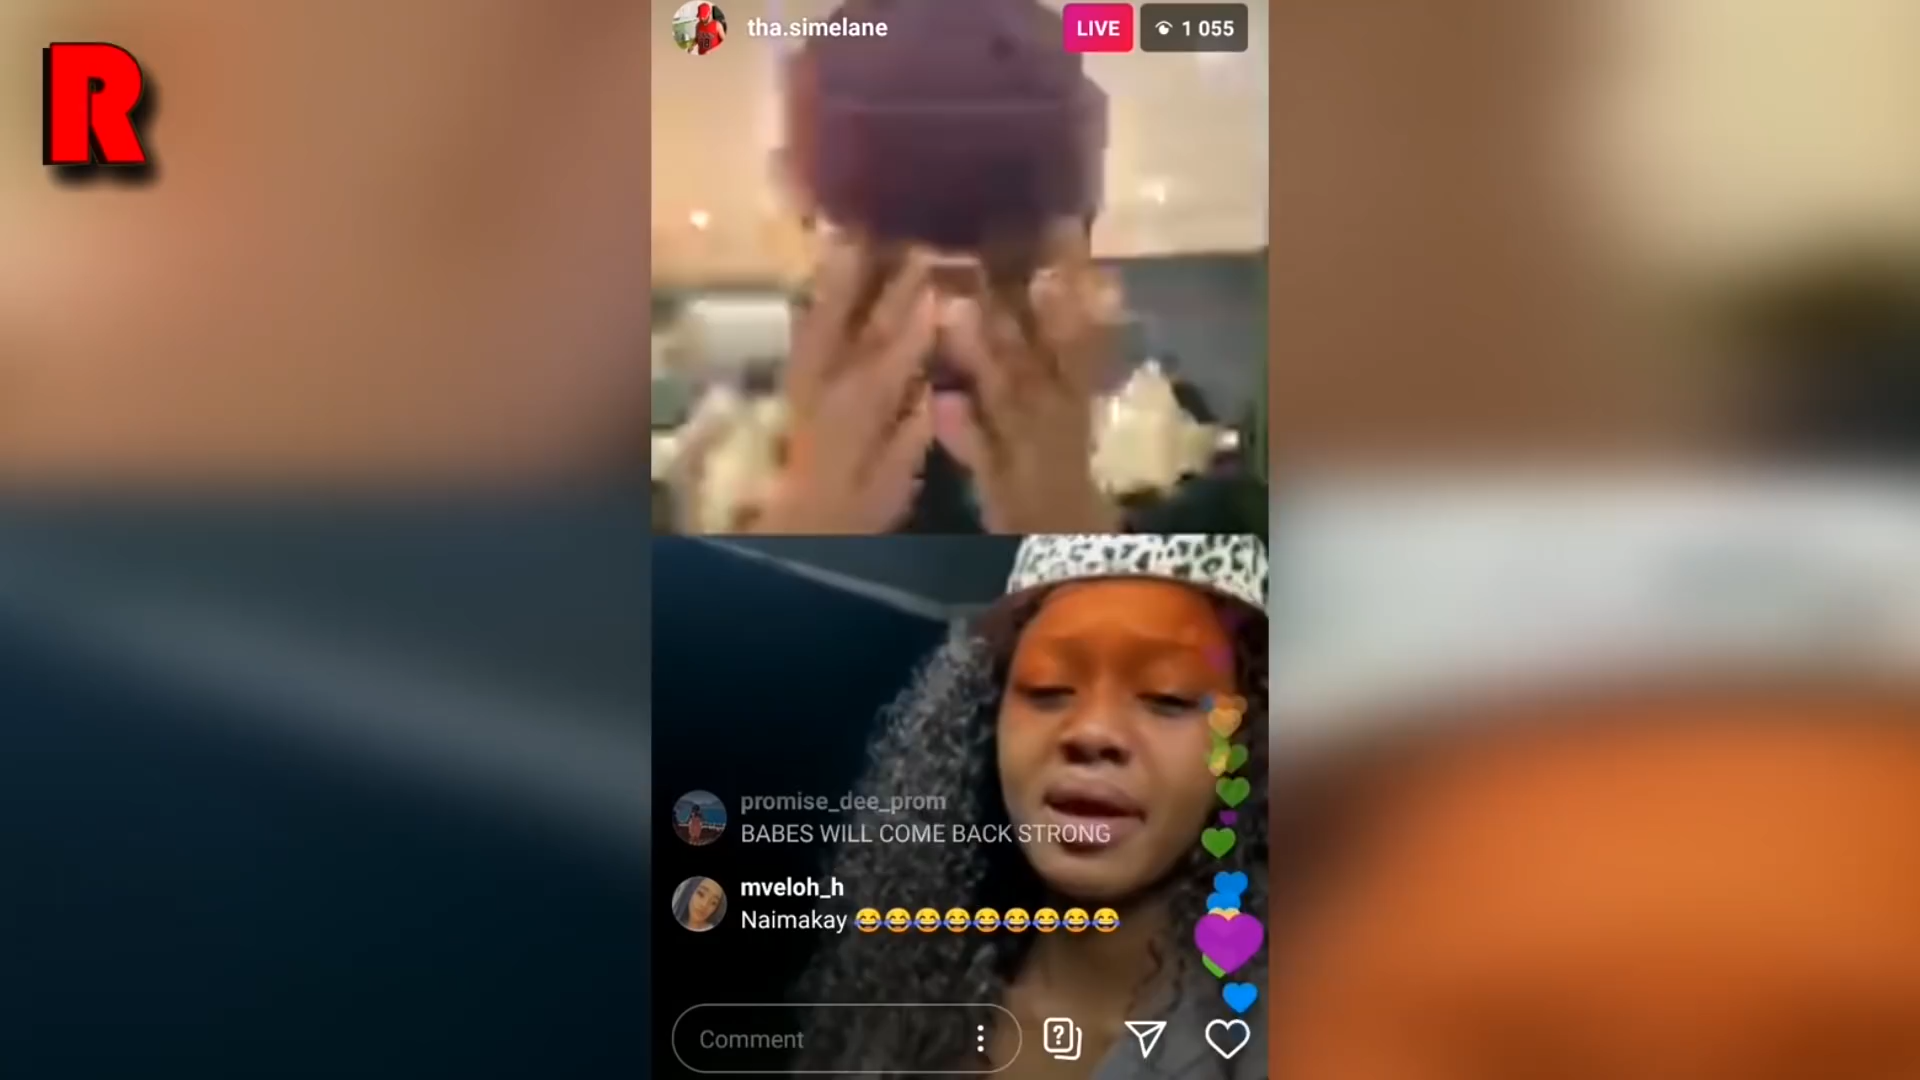 R
tha.simelane
LIVE
1 055
promise_dee_prom
BABES WILL COME BACK STRONG
mveloh_h
Naimakay 😂😂😂😂😂😂😂😂😂
Comment